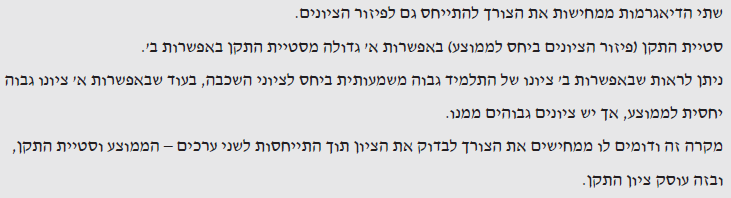 שתי הדיאגרמות ממחישות את הצורך להתייחס גם לפיזור הציונים.
סטיית התקן (פיזור הציונים ביחס לממוצע) באפשרות א׳ גדולה מסטיית התקן באפשרות ב׳.
ניתן לראות שבאפשרות ב׳ ציונו של התלמיד גבוה משמעותית ביחס לציוני השכבה, בעוד שבאפשרות א׳ ציונו גבוה
יחסית לממוצע, אך יש ציונים גבוהים ממנו.
מקרה זה ודומים לו ממחישים את הצורך לבדוק את הציון תוך התייחסות לשני ערכים – הממוצע וסטיית התקן,
ובזה עוסק ציון התקן.